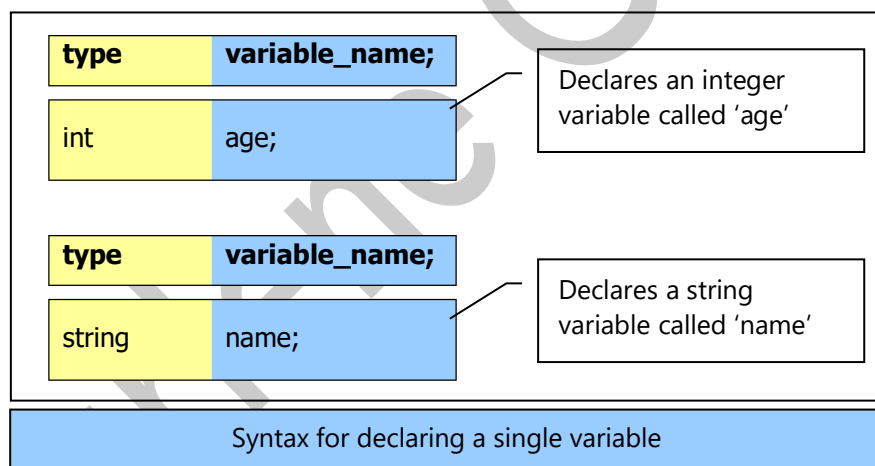 type variable_name;
int age;
Declares an integer
variable called ‘age’
type variable_name;
string name;
Declares a string
variable called ‘name’
Syntax for declaring a single variable